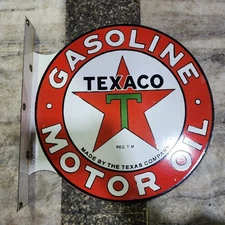 · GASOLINE ·
TEXACO
T
REG. T M
MADE BY THE TEXAS COMPANY
MOTOR OIL